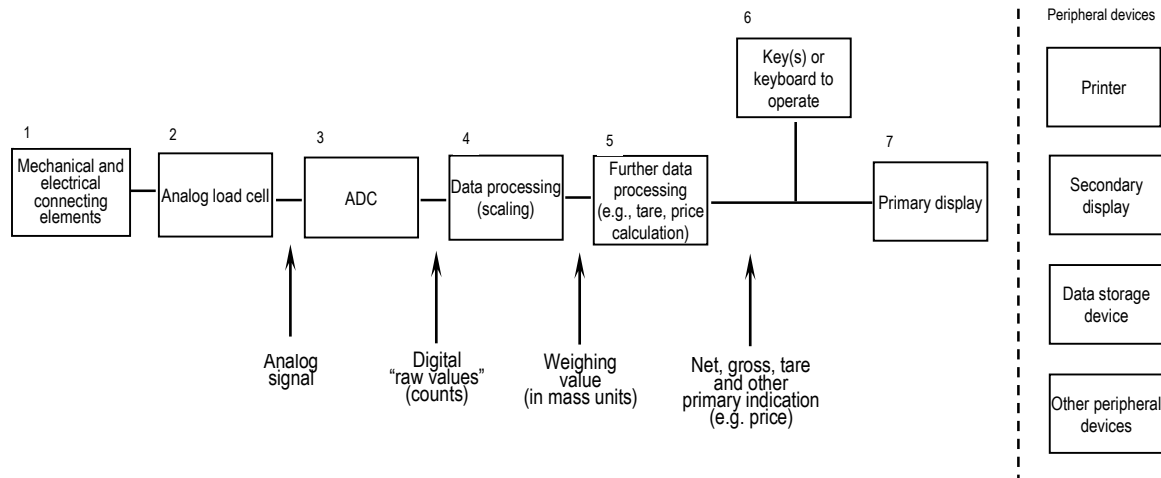 1
Mechanical and
electrical
connecting
elements
2
Analog load cell
3
ADC
4
Data processing
(scaling)
5
Further data
processing
(e.g., tare, price
calculation)
6
Key(s) or
keyboard to
operate
7
Primary display
Analog
signal
Digital
“raw values”
(counts)
Weighing
value
(in mass units)
Net, gross, tare
and other
primary indication
(e.g. price)
Peripheral devices
Printer
Secondary
display
Data storage
device
Other peripheral
devices